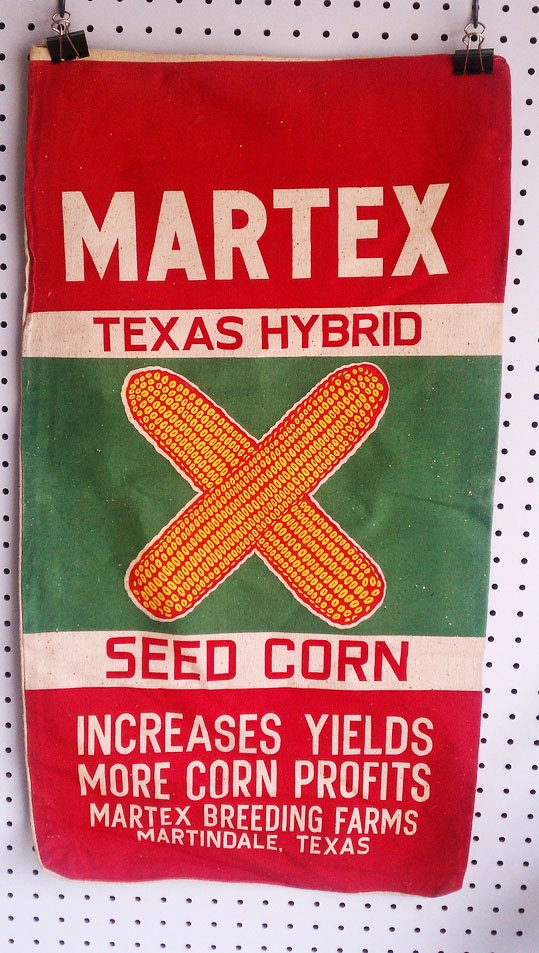 MARTEX
TEXAS HYBRID
SEED CORN
INCREASES YIELDS
MORE CORN PROFITS
MARTEX BREEDING FARMS
MARTINDALE, TEXAS